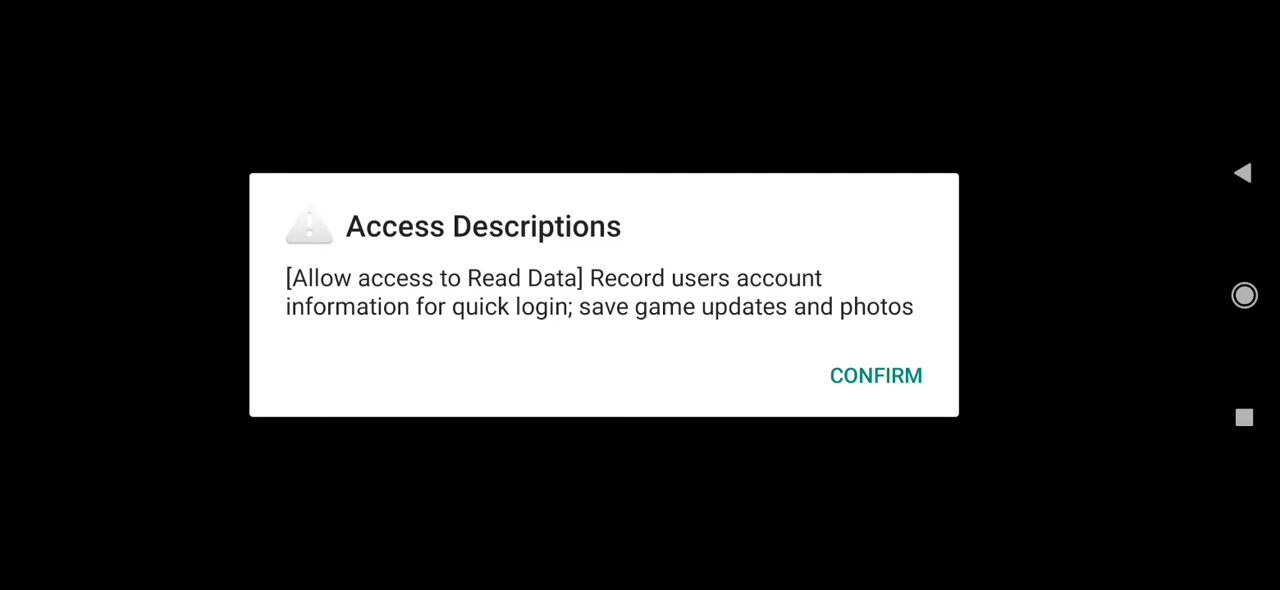 Access Descriptions
[Allow access to Read Data] Record users account
information for quick login; save game updates and photos
CONFIRM